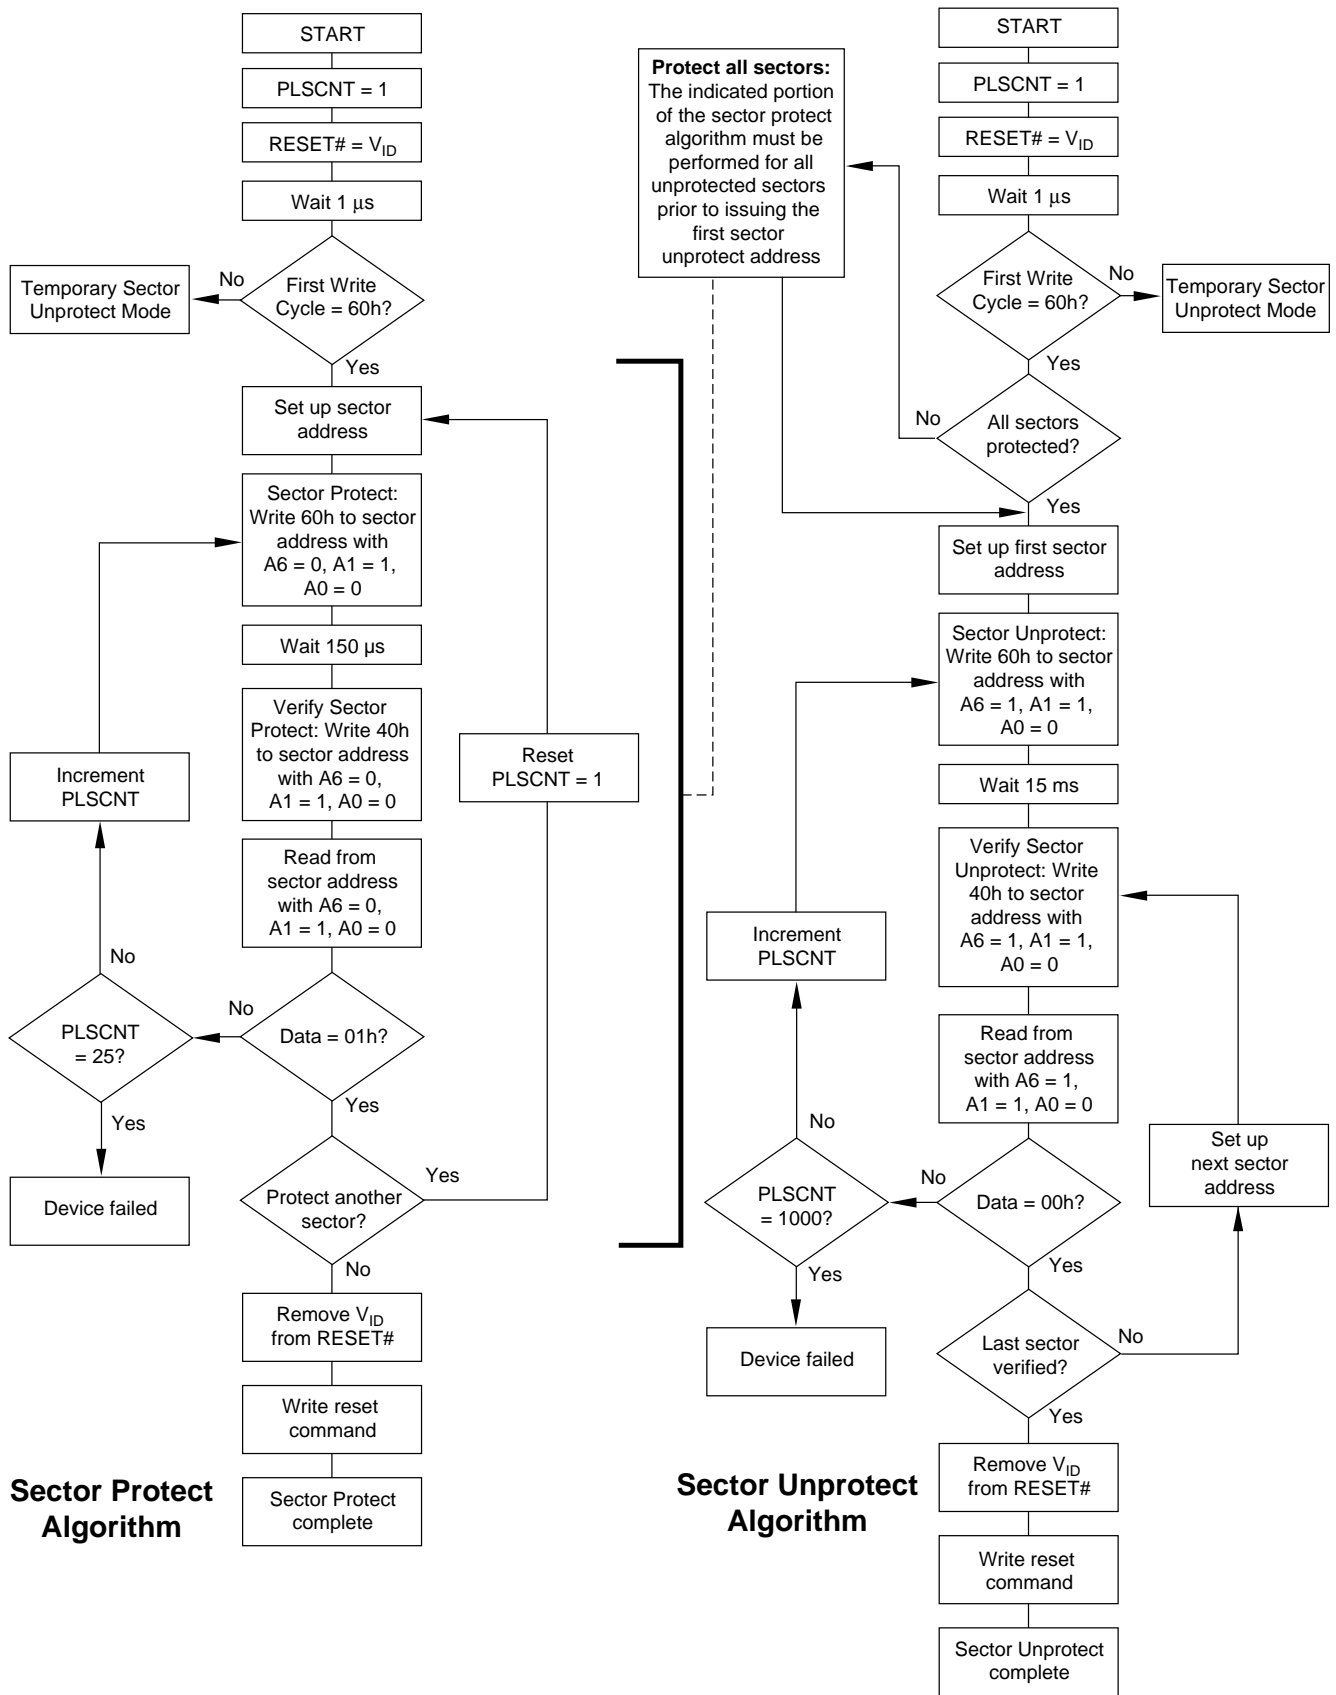 START
PLSCNT = 1
RESET# = VID
Wait 1 μs
First Write
Cycle = 60h?
No
Temporary Sector
Unprotect Mode
Yes
Set up sector
address
Sector Protect:
Write 60h to sector
address with
A6 = 0, A1 = 1,
A0 = 0
Wait 150 µs
Verify Sector
Protect: Write 40h
to sector address
with A6 = 0,
A1 = 1, A0 = 0
Reset
PLSCNT = 1
Increment
PLSCNT
Read from
sector address
with A6 = 0,
A1 = 1, A0 = 0
No
No
PLSCNT
= 25?
Data = 01h?
Yes
Yes
Device failed
Protect another
sector?
Yes
No
Remove VID
from RESET#
Write reset
command
Sector Protect
complete
Sector Protect
Algorithm
Protect all sectors:
The indicated portion
of the sector protect
algorithm must be
performed for all
unprotected sectors
prior to issuing the
first sector
unprotect address
START
PLSCNT = 1
RESET# = VID
Wait 1 μs
First Write
Cycle = 60h?
No
Temporary Sector
Unprotect Mode
Yes
No
All sectors
protected?
Yes
Set up first sector
address
Sector Unprotect:
Write 60h to sector
address with
A6 = 1, A1 = 1,
A0 = 0
Wait 15 ms
Verify Sector
Unprotect: Write
40h to sector
address with
A6 = 1, A1 = 1,
A0 = 0
Increment
PLSCNT
Read from
sector address
with A6 = 1,
A1 = 1, A0 = 0
No
No
PLSCNT
= 1000?
Data = 00h?
Set up
next sector
address
Yes
Yes
Device failed
Last sector
verified?
No
Yes
Remove VID
from RESET#
Write reset
command
Sector Unprotect
complete
Sector Unprotect
Algorithm